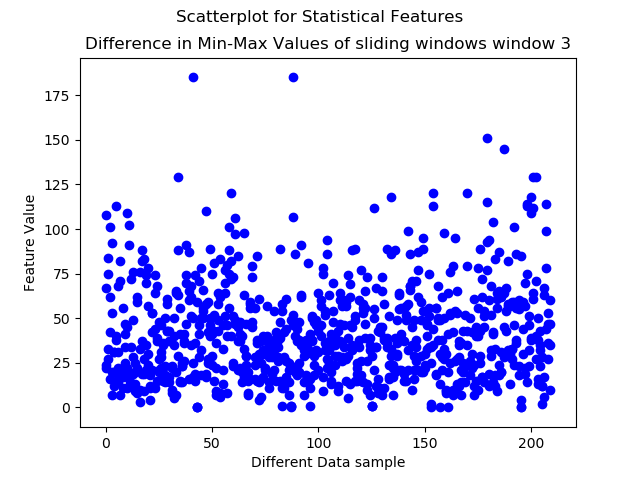 Scatterplot for Statistical Features
Difference in Min-Max Values of sliding windows window 3
175
150
125
100
75
50
25
0
Feature Value
0 50 100 150 200
Different Data sample